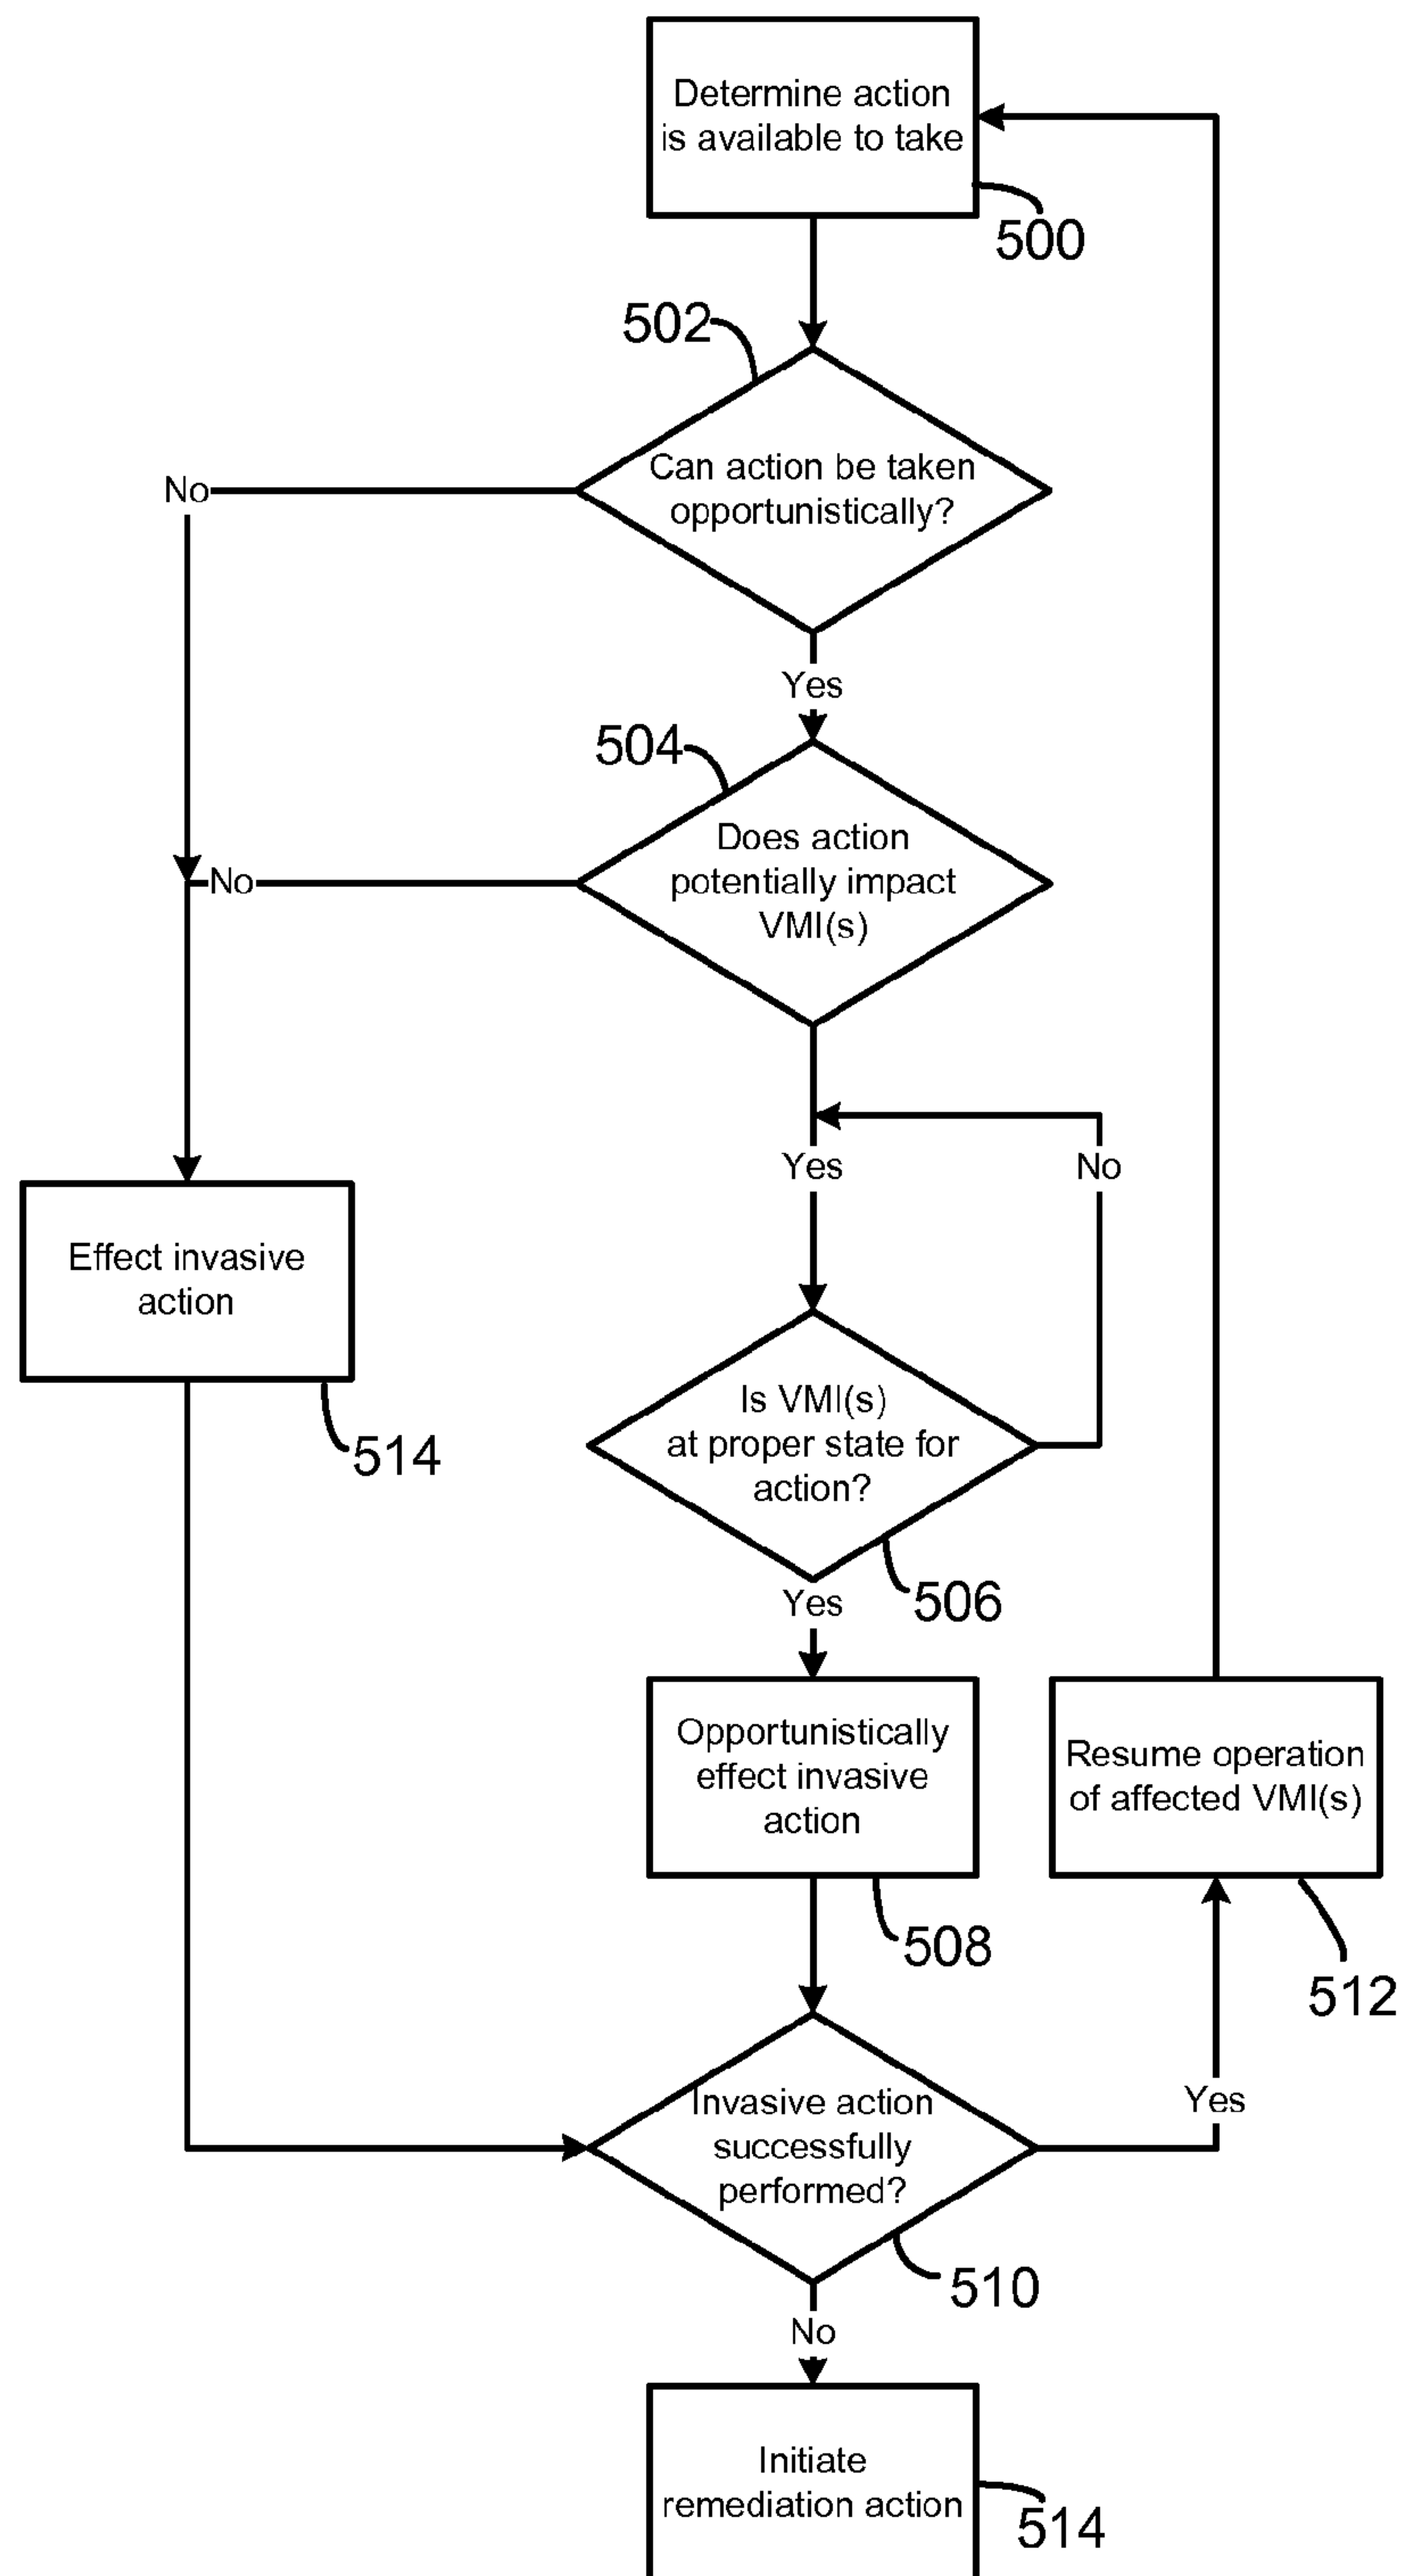 Determine action
is available to take
500
502
Can action be taken
opportunistically?
No
Yes
504
Does action
potentially impact
VMI(s)
No
Yes
No
Effect invasive
action
514
Is VMI(s)
at proper state for
action?
506
Yes
Opportunistically
effect invasive
action
508
Resume operation
of affected VMI(s)
512
Invasive action
successfully
performed?
Yes
510
No
Initiate
remediation action
514